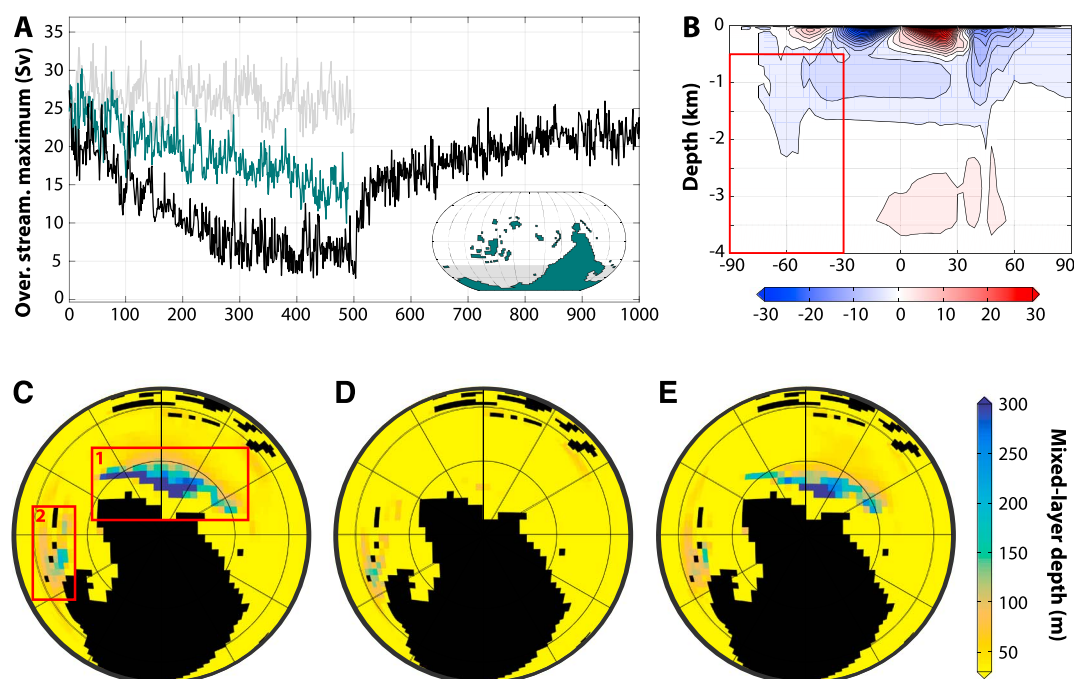 A
Over. stream. maximum (Sv)
35
30
25
20
15
10
5
0
0 100 200 300 400 500 600 700 800 900 1000
B
Depth (km)
0
-1
-2
-3
-4
-90 -60 -30 0 30 60 90
-30 -20 -10 0 10 20 30
C
1
2
D
E
300
250
200
150
100
50
Mixed-layer depth (m)